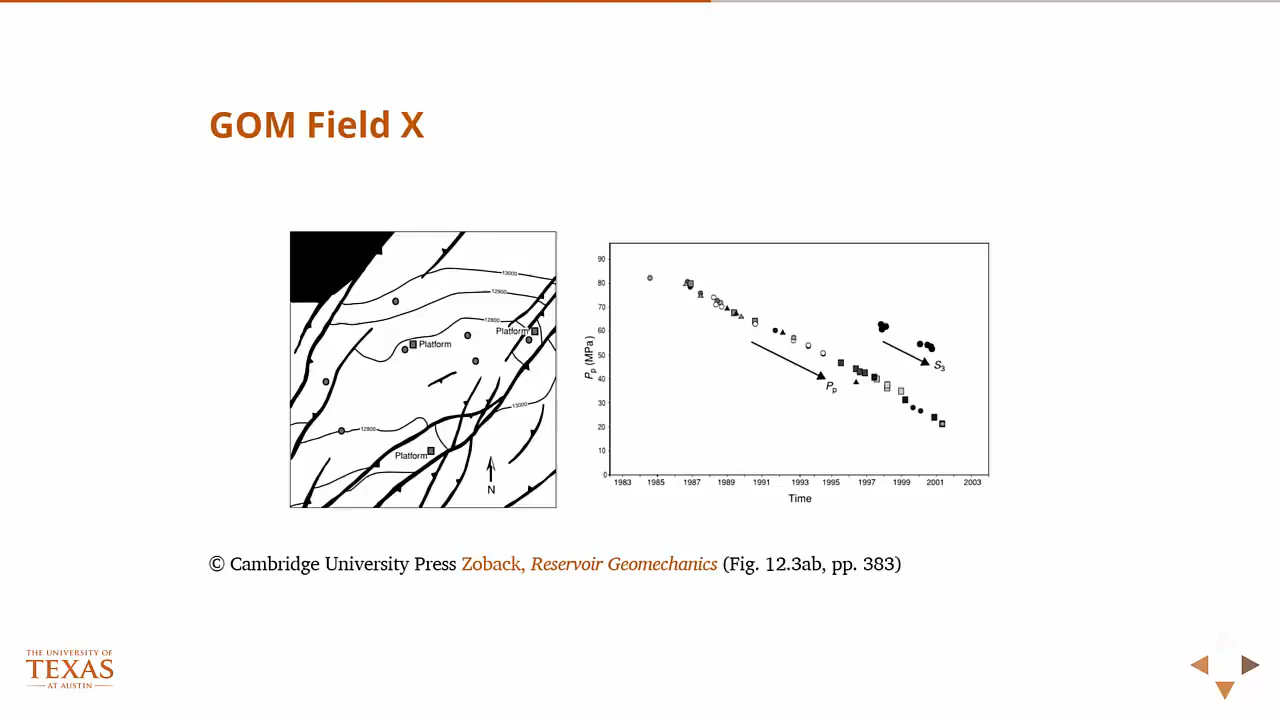 GOM Field X
13000
12900
12800
Platform
Platform
13000
12800
Platform
N
90
80
70
60
50
40
30
20
10
0
Pp (MPa)
S3
Pp
1983 1985 1987 1989 1991 1993 1995 1997 1999 2001 2003
Time
© Cambridge University Press Zoback, Reservoir Geomechanics (Fig. 12.3ab, pp. 383)
THE UNIVERSITY OF
TEXAS
AT AUSTIN